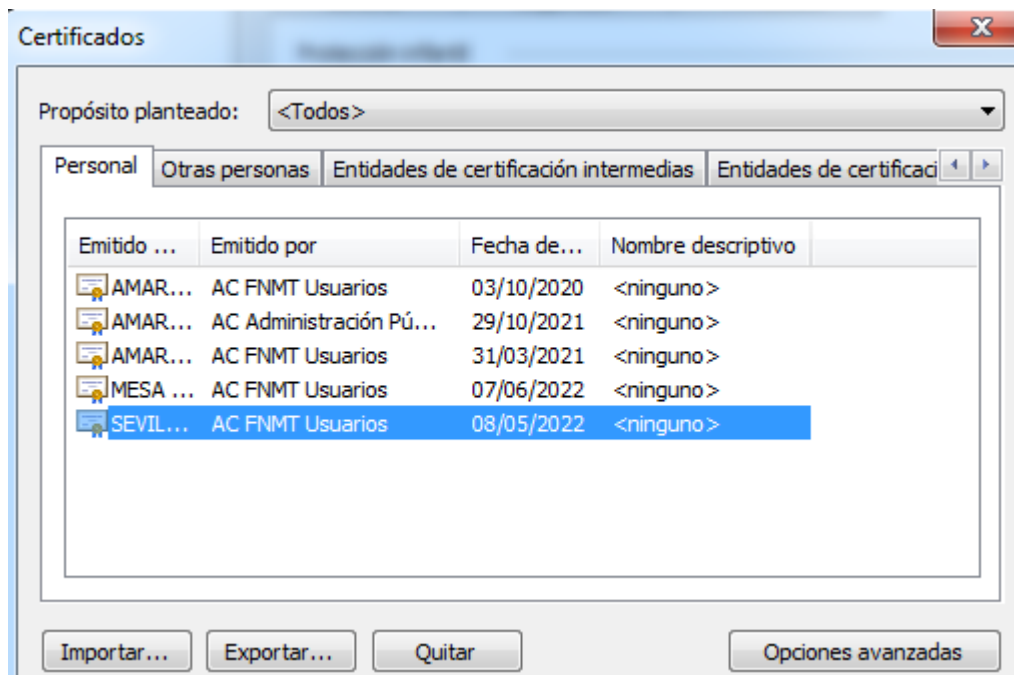 Certificados
Propósito planteado: <Todos>
Personal Otras personas Entidades de certificación intermedias Entidades de certificaci
Emitido ... Emitido por Fecha de... Nombre descriptivo
AMAR... AC FNMT Usuarios 03/10/2020 <ninguno>
AMAR... AC Administración Pú... 29/10/2021 <ninguno>
AMAR... AC FNMT Usuarios 31/03/2021 <ninguno>
MESA ... AC FNMT Usuarios 07/06/2022 <ninguno>
SEVIL... AC FNMT Usuarios 08/05/2022 <ninguno>
Importar... Exportar... Quitar Opciones avanzadas